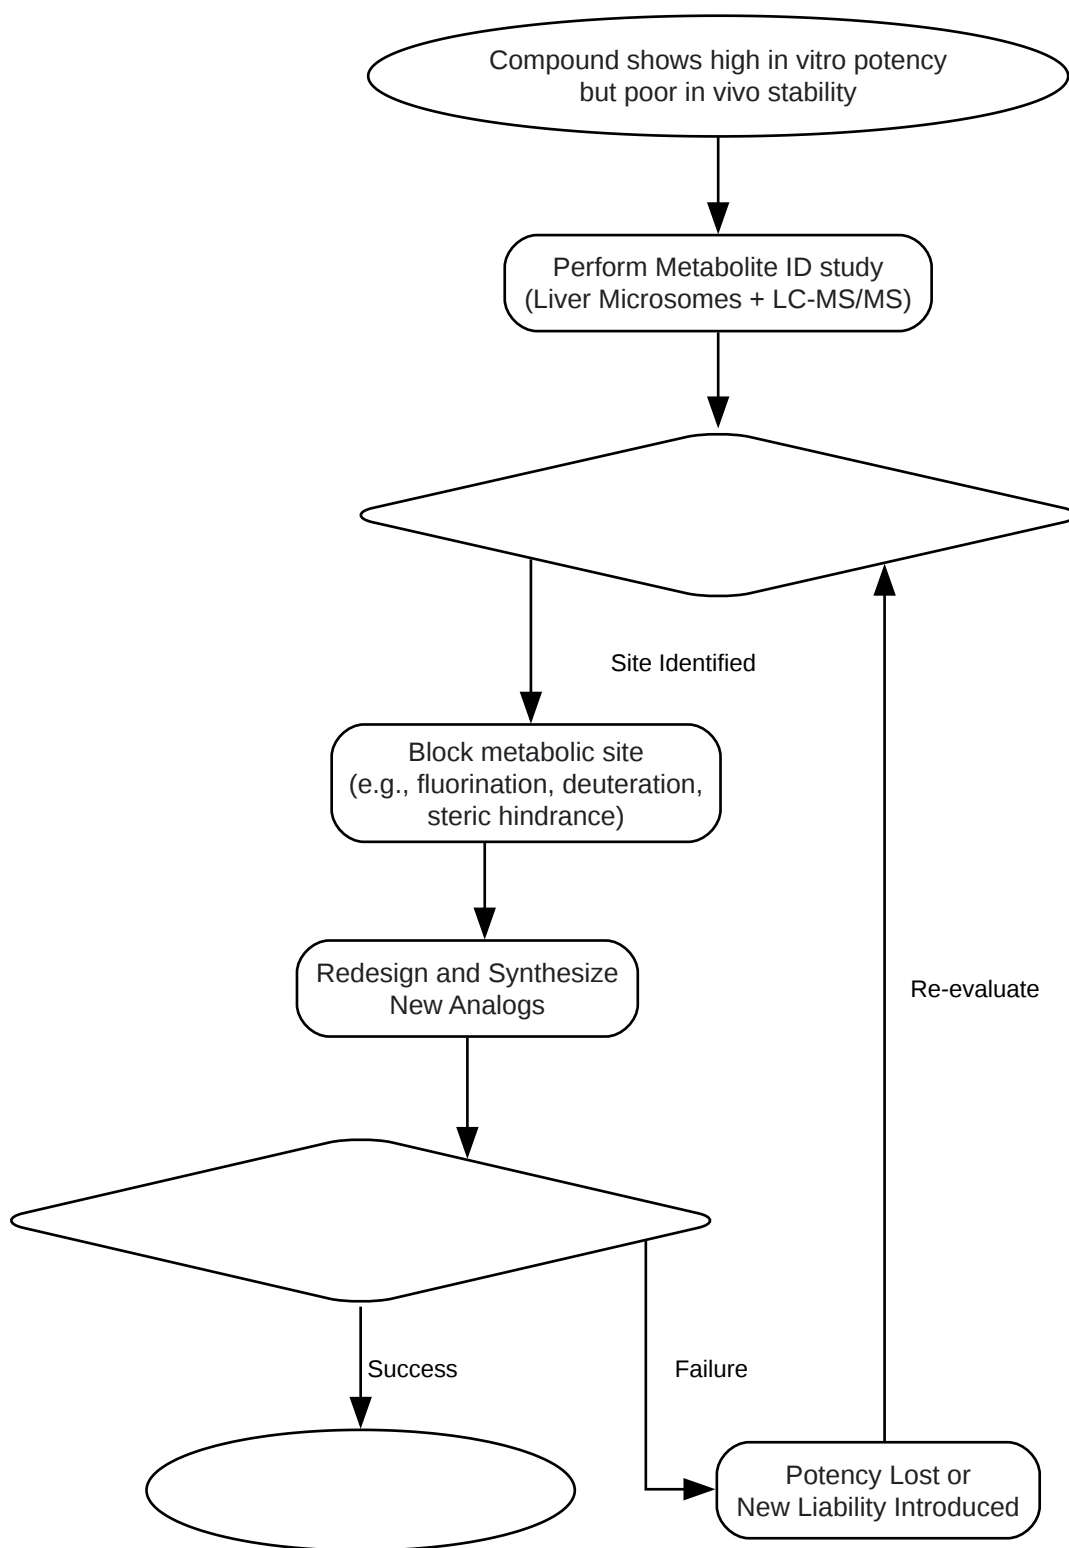 Compound shows high in vitro potency
but poor in vivo stability
Perform Metabolite ID study
(Liver Microsomes + LC-MS/MS)
Site Identified
Block metabolic site
(e.g., fluorination, deuteration,
steric hindrance)
Redesign and Synthesize
New Analogs
Re-evaluate
Success
Failure
Potency Lost or
New Liability Introduced